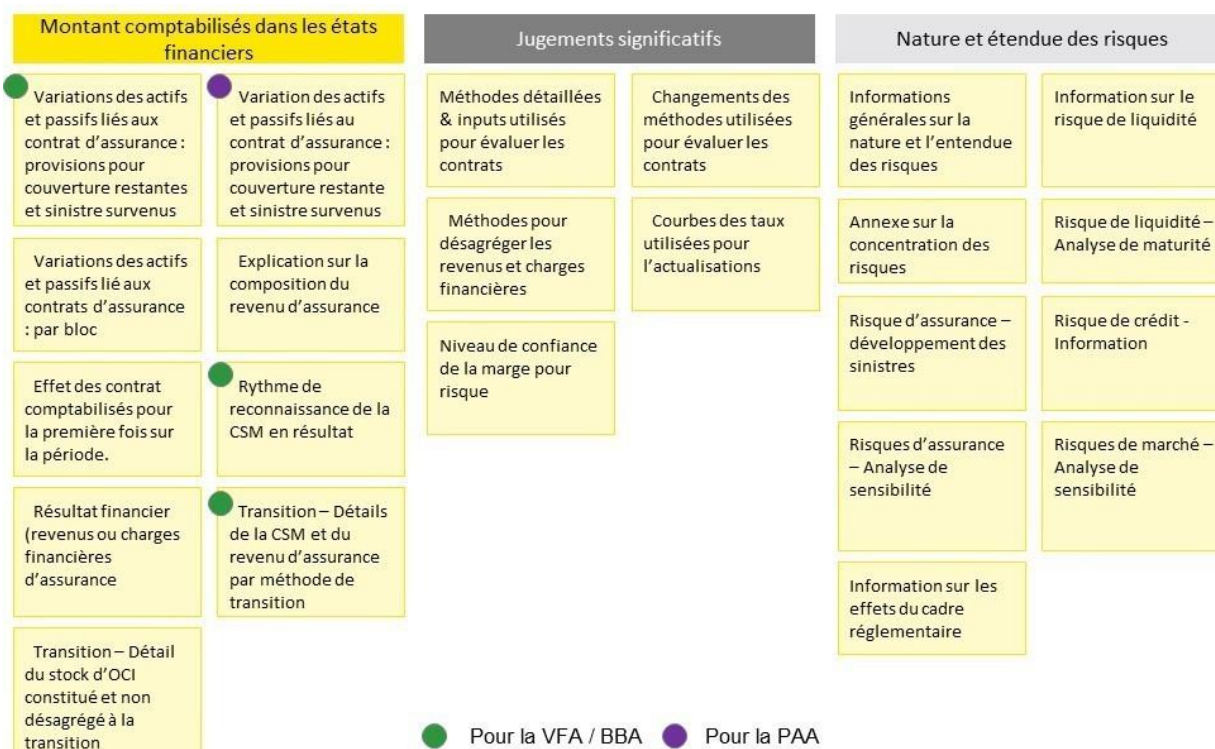 Montant comptabilisés dans les états
financiers
Variations des actifs
et passifs liés aux
contrat d’assurance :
provisions pour
couverture restantes
et sinistre survenus
Variation des actifs
et passifs liés au
contrat d’assurance :
provisions pour
couverture restante
et sinistre survenus
Variations des actifs
et passifs lié aux
contrats d’assurance
: par bloc
Explication sur la
composition du
revenu d’assurance
Effet des contrat
comptabilisés pour
la première fois sur
la période.
Rythme de
reconnaissance de la
CSM en résultat
Résultat financier
(revenus ou charges
financières
d’assurance
Transition – Détails
de la CSM et du
revenu d’assurance
par méthode de
transition
Transition – Détail
du stock d’OCI
constitué et non
désagrégé à la
transition
Jugements significatifs
Méthodes détaillées
& inputs utilisés
pour évaluer les
contrats
Changements des
méthodes utilisées
pour évaluer les
contrats
Méthodes pour
désagréger les
revenus et charges
financières
Courbes des taux
utilisées pour
l’actualisations
Niveau de confiance
de la marge pour
risque
Nature et étendue des risques
Informations
générales sur la
nature et l’entendue
des risques
Information sur le
risque de liquidité
Annexe sur la
concentration des
risques
Risque de liquidité –
Analyse de maturité
Risque d’assurance –
développement des
sinistres
Risque de crédit -
Information
Risques d’assurance
– Analyse de
sensibilité
Risques de marché –
Analyse de
sensibilité
Information sur les
effets du cadre
réglementaire
Pour la VFA / BBA
Pour la PAA